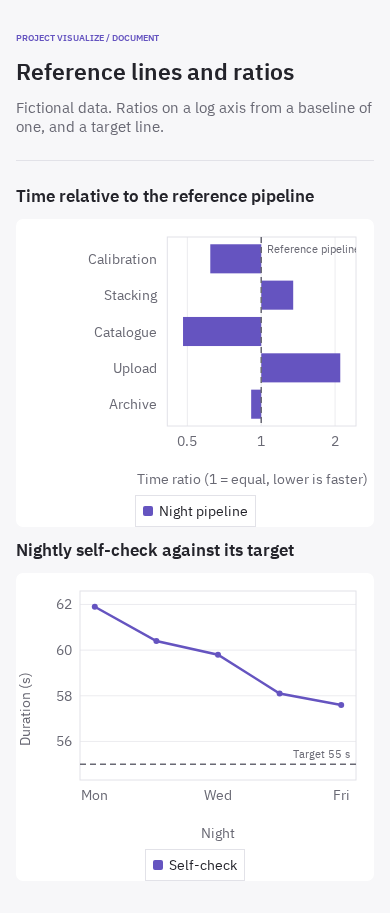 PROJECT VISUALIZE / DOCUMENT
Reference lines and ratios
Fictional data. Ratios on a log axis from a baseline of
one, and a target line.
Time relative to the reference pipeline
Reference pipeline
Calibration
Stacking
Catalogue
Upload
Archive
0.5 1 2
Time ratio (1 = equal, lower is faster)
Night pipeline
Nightly self-check against its target
62
60
58
56
Duration (s)
Target 55 s
Mon Wed Fri
Night
Self-check